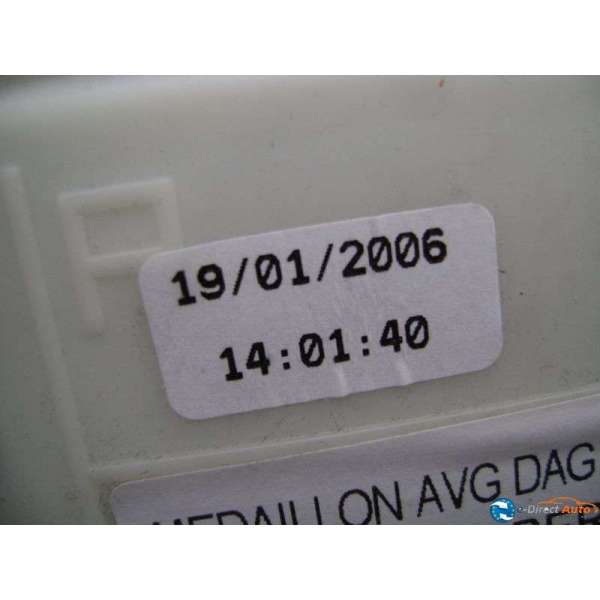 19/01/2006
14:01:40
MEDAILLON AVG DAG
-Direct Auto